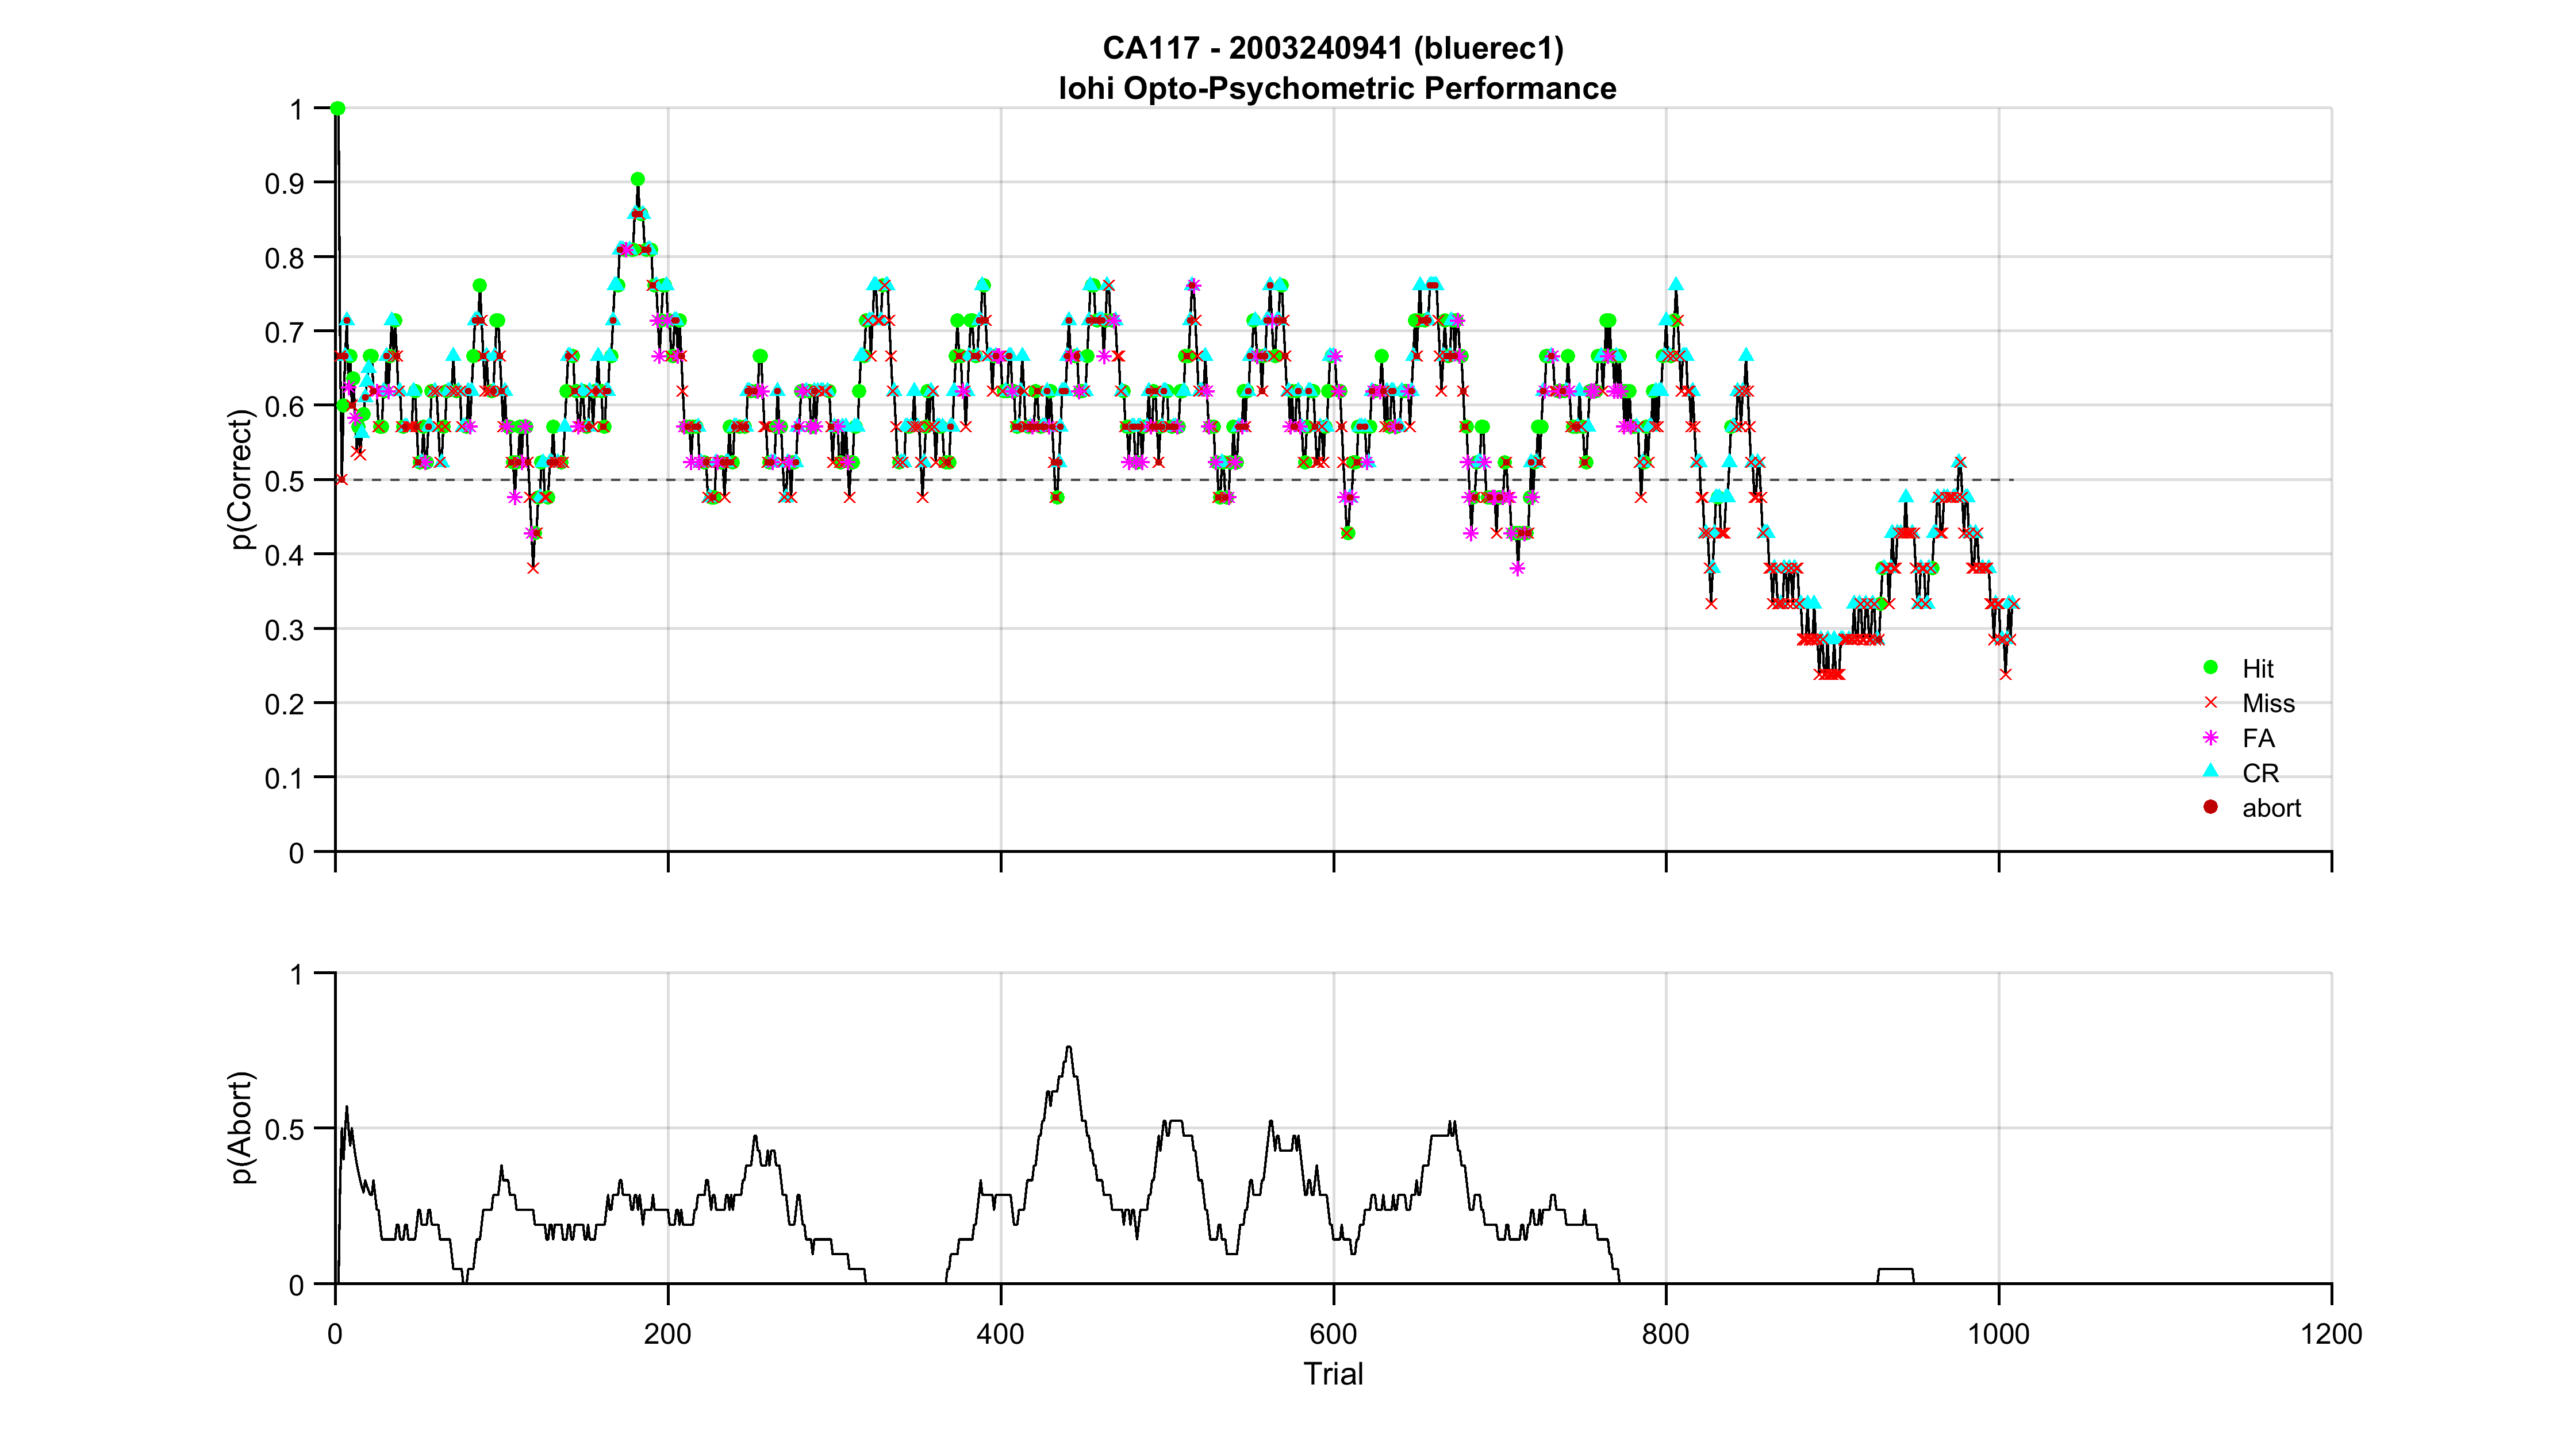 CA117 - 2003240941 (bluerec1)
lohi Opto-Psychometric Performance
1
0.9
0.8
0.7
0.6
0.5
0.4
0.3
0.2
0.1
0
p(Correct)
Hit
Miss
FA
CR
abort
1
0.5
0
p(Abort)
0 200 400 600 800 1000 1200
Trial